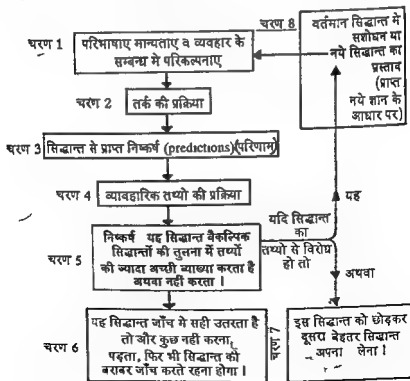 चरण 1
परिभाषाए मान्यताए व व्यवहार के
सम्बन्ध मे परिकल्पनाए
चरण 8
वर्तमान सिद्धान्त मे
सशोधन या
नये सिद्धान्त का
प्रस्ताव
(प्राप्त
नये ज्ञान के
आधार पर)
चरण 2
तर्क की प्रक्रिया
चरण 3
सिद्धान्त से प्राप्त निष्कर्ष (predictions)(परिणाम)
चरण 4
व्यावहारिक तथ्यो की प्रक्रिया
यह
यदि सिद्धान्त
का
तथ्यो से विरोध
हो तो
चरण 5
निष्कर्ष यह सिद्धान्त वैकल्पिक
सिद्धान्तों की तुलना में तथ्यों
की ज्यादा अच्छी व्याख्या करता है
अथवा नहीं करता ।
अथवा
चरण 6
यह सिद्धान्त जाँच मे सही उतरता है
तो और कुछ नही करना
पड़ता, फिर भी सिद्धान्त की
बराबर जाँच करते रहना होगा ।
चरण 7
इस सिद्धान्त को छोड़कर
दूसरा बेहतर सिद्धान्त
अपना लेना ।